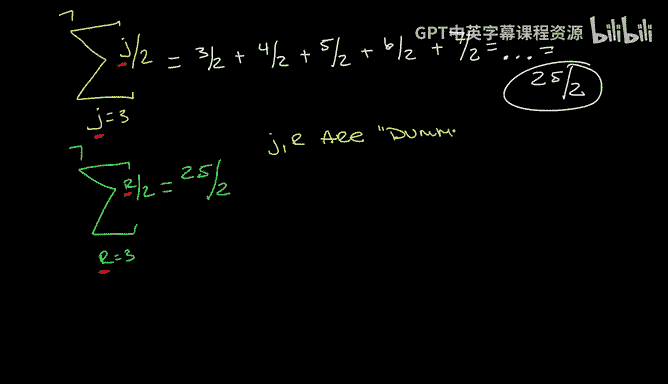 GPT中英字幕课程资源 bilibili
7
∑ j/2 = 3/2 + 4/2 + 5/2 + 6/2 + 7/2 = ... =
25/2
j=3
j, R ARE "DUMM
7
∑ R/2 = 25/2
R=3